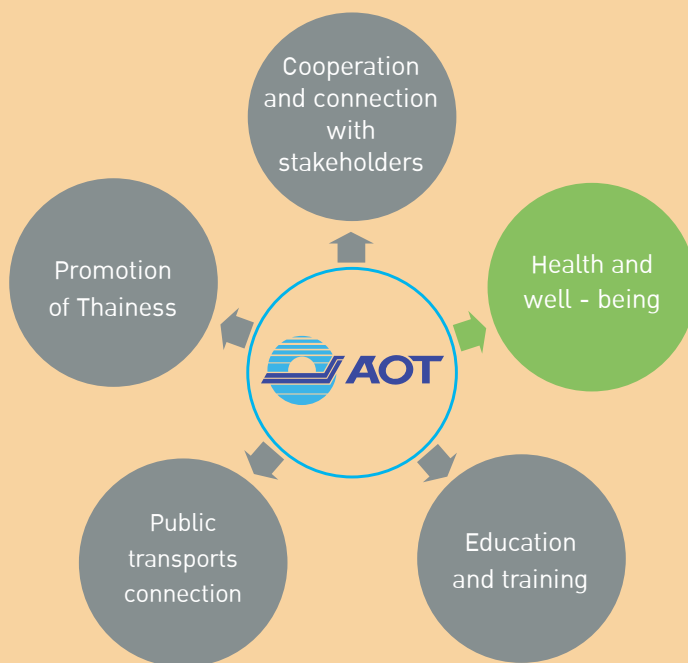 Cooperation
and connection
with
stakeholders
Promotion
of Thainess
Health and
well - being
AOT
Public
transports
connection
Education
and training